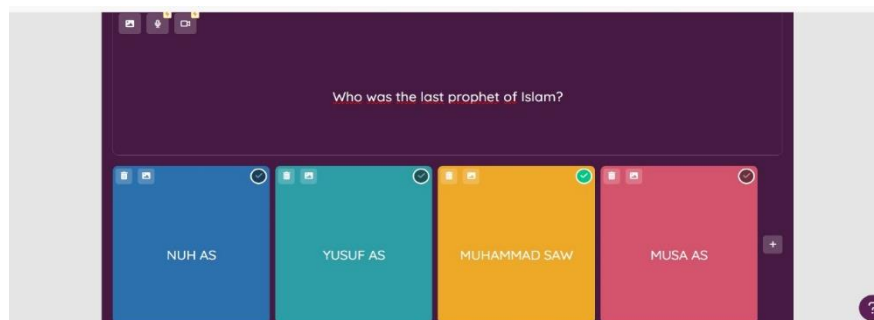 Who was the last prophet of Islam?
NUH AS
YUSUF AS
MUHAMMAD SAW
MUSA AS
+
?